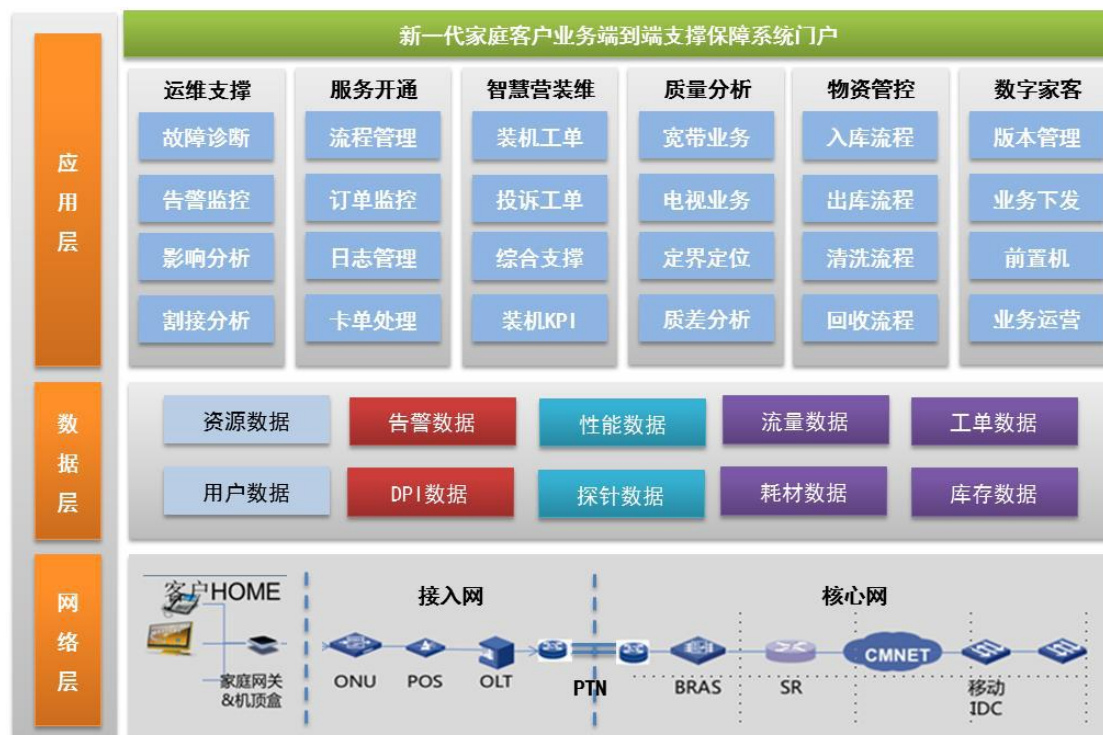 新一代家庭客户业务端到端支撑保障系统门户
应用层
运维支撑
故障诊断
告警监控
影响分析
割接分析
服务开通
流程管理
订单监控
日志管理
卡单处理
智慧营装维
装机工单
投诉工单
综合支撑
装机KPI
质量分析
宽带业务
电视业务
定界定位
质差分析
物资管控
入库流程
出库流程
清洗流程
回收流程
数字家客
版本管理
业务下发
前置机
业务运营
数据层
资源数据
告警数据
性能数据
流量数据
工单数据
用户数据
DPI数据
探针数据
耗材数据
库存数据
网络层
客户HOME
家庭网关
&机顶盒
接入网
ONU
POS
OLT
PTN
核心网
BRAS
SR
CMNET
移动
IDC